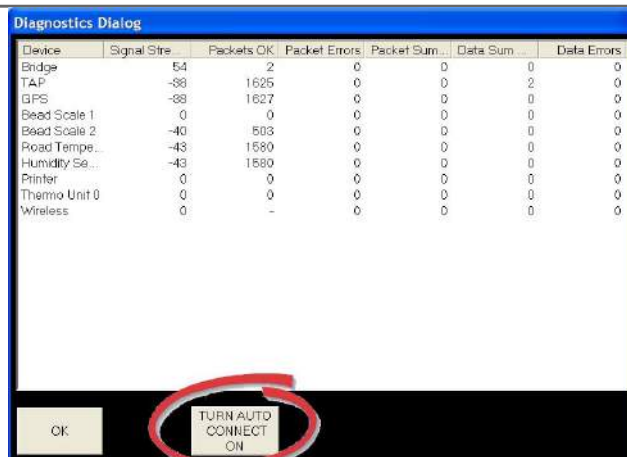 Diagnostics Dialog
Device Signal Stre... Packets OK Packet Errors Packet Sum... Data Sum ... Data Errors
Bridge 54 2 0 0 0 0
TAP -38 1625 0 0 2 0
GPS -38 1627 0 0 0 0
Bead Scale 1 0 0 0 0 0 0
Bead Scale 2 -40 503 0 0 0 0
Road Tempe... -43 1580 0 0 0 0
Humidity Se... -43 1580 0 0 0 0
Printer 0 0 0 0 0 0
Thermo Unit 0 0 0 0 0 0 0
Wireless 0 - 0 0 0 0
OK
TURN AUTO
CONNECT
ON